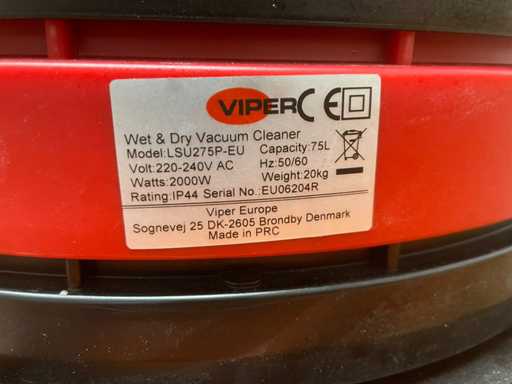 VIPER CE
Wet & Dry Vacuum Cleaner
Model:LSU275P-EU Capacity:75L
Volt:220-240V AC Hz:50/60
Watts:2000W Weight:20kg
Rating:IP44 Serial No.:EU06204R
Viper Europe
Sognevej 25 DK-2605 Brondby Denmark
Made in PRC